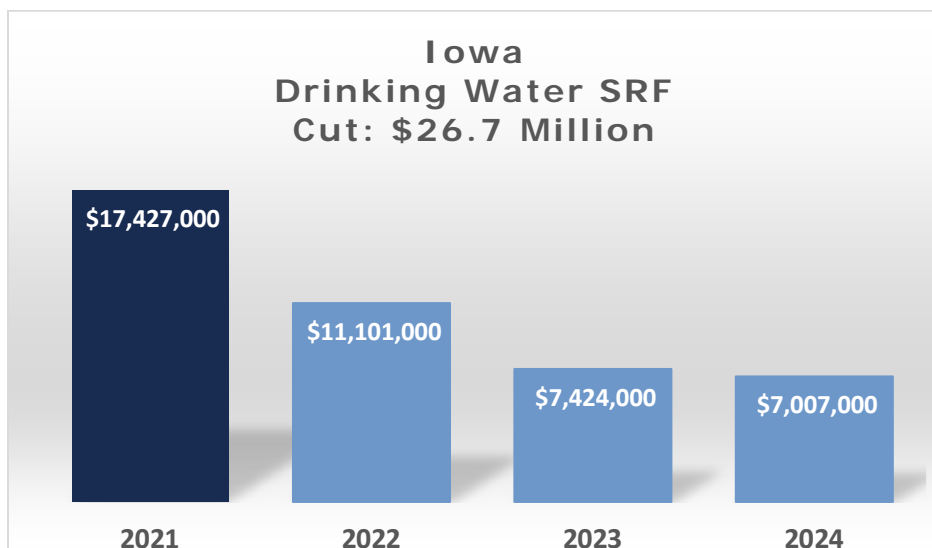 Iowa
Drinking Water SRF
Cut: $26.7 Million
$17,427,000
$11,101,000
$7,424,000
$7,007,000
2021 2022 2023 2024